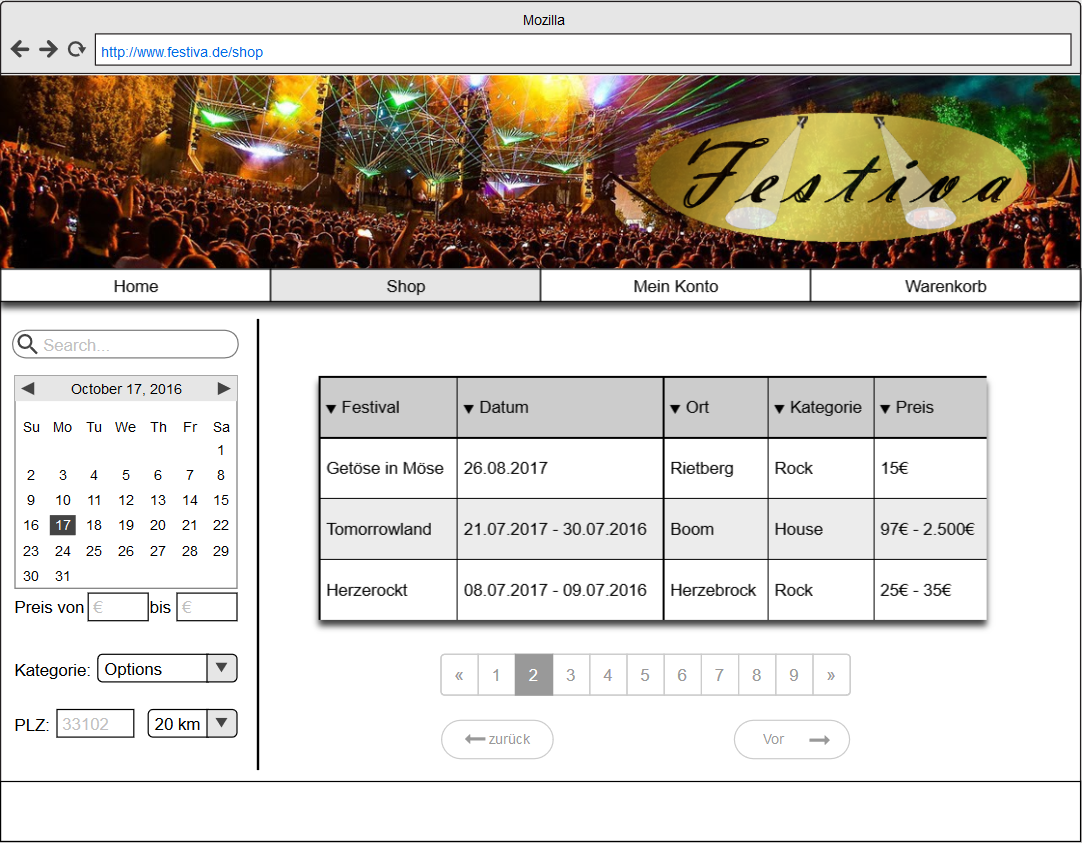 Mozilla
http://www.festiva.de/shop
Festiva
Home Shop Mein Konto Warenkorb
Search...
October 17, 2016
Su Mo Tu We Th Fr Sa
1
2 3 4 5 6 7 8
9 10 11 12 13 14 15
16 17 18 19 20 21 22
23 24 25 26 27 28 29
30 31
Preis von € bis €
Kategorie: Options
PLZ: 33102 20 km
▼ Festival ▼ Datum ▼ Ort ▼ Kategorie ▼ Preis
Getöse in Möse 26.08.2017 Rietberg Rock 15€
Tomorrowland 21.07.2017 - 30.07.2016 Boom House 97€ - 2.500€
Herzerockt 08.07.2017 - 09.07.2016 Herzebrock Rock 25€ - 35€
« 1 2 3 4 5 6 7 8 9 »
zurück Vor